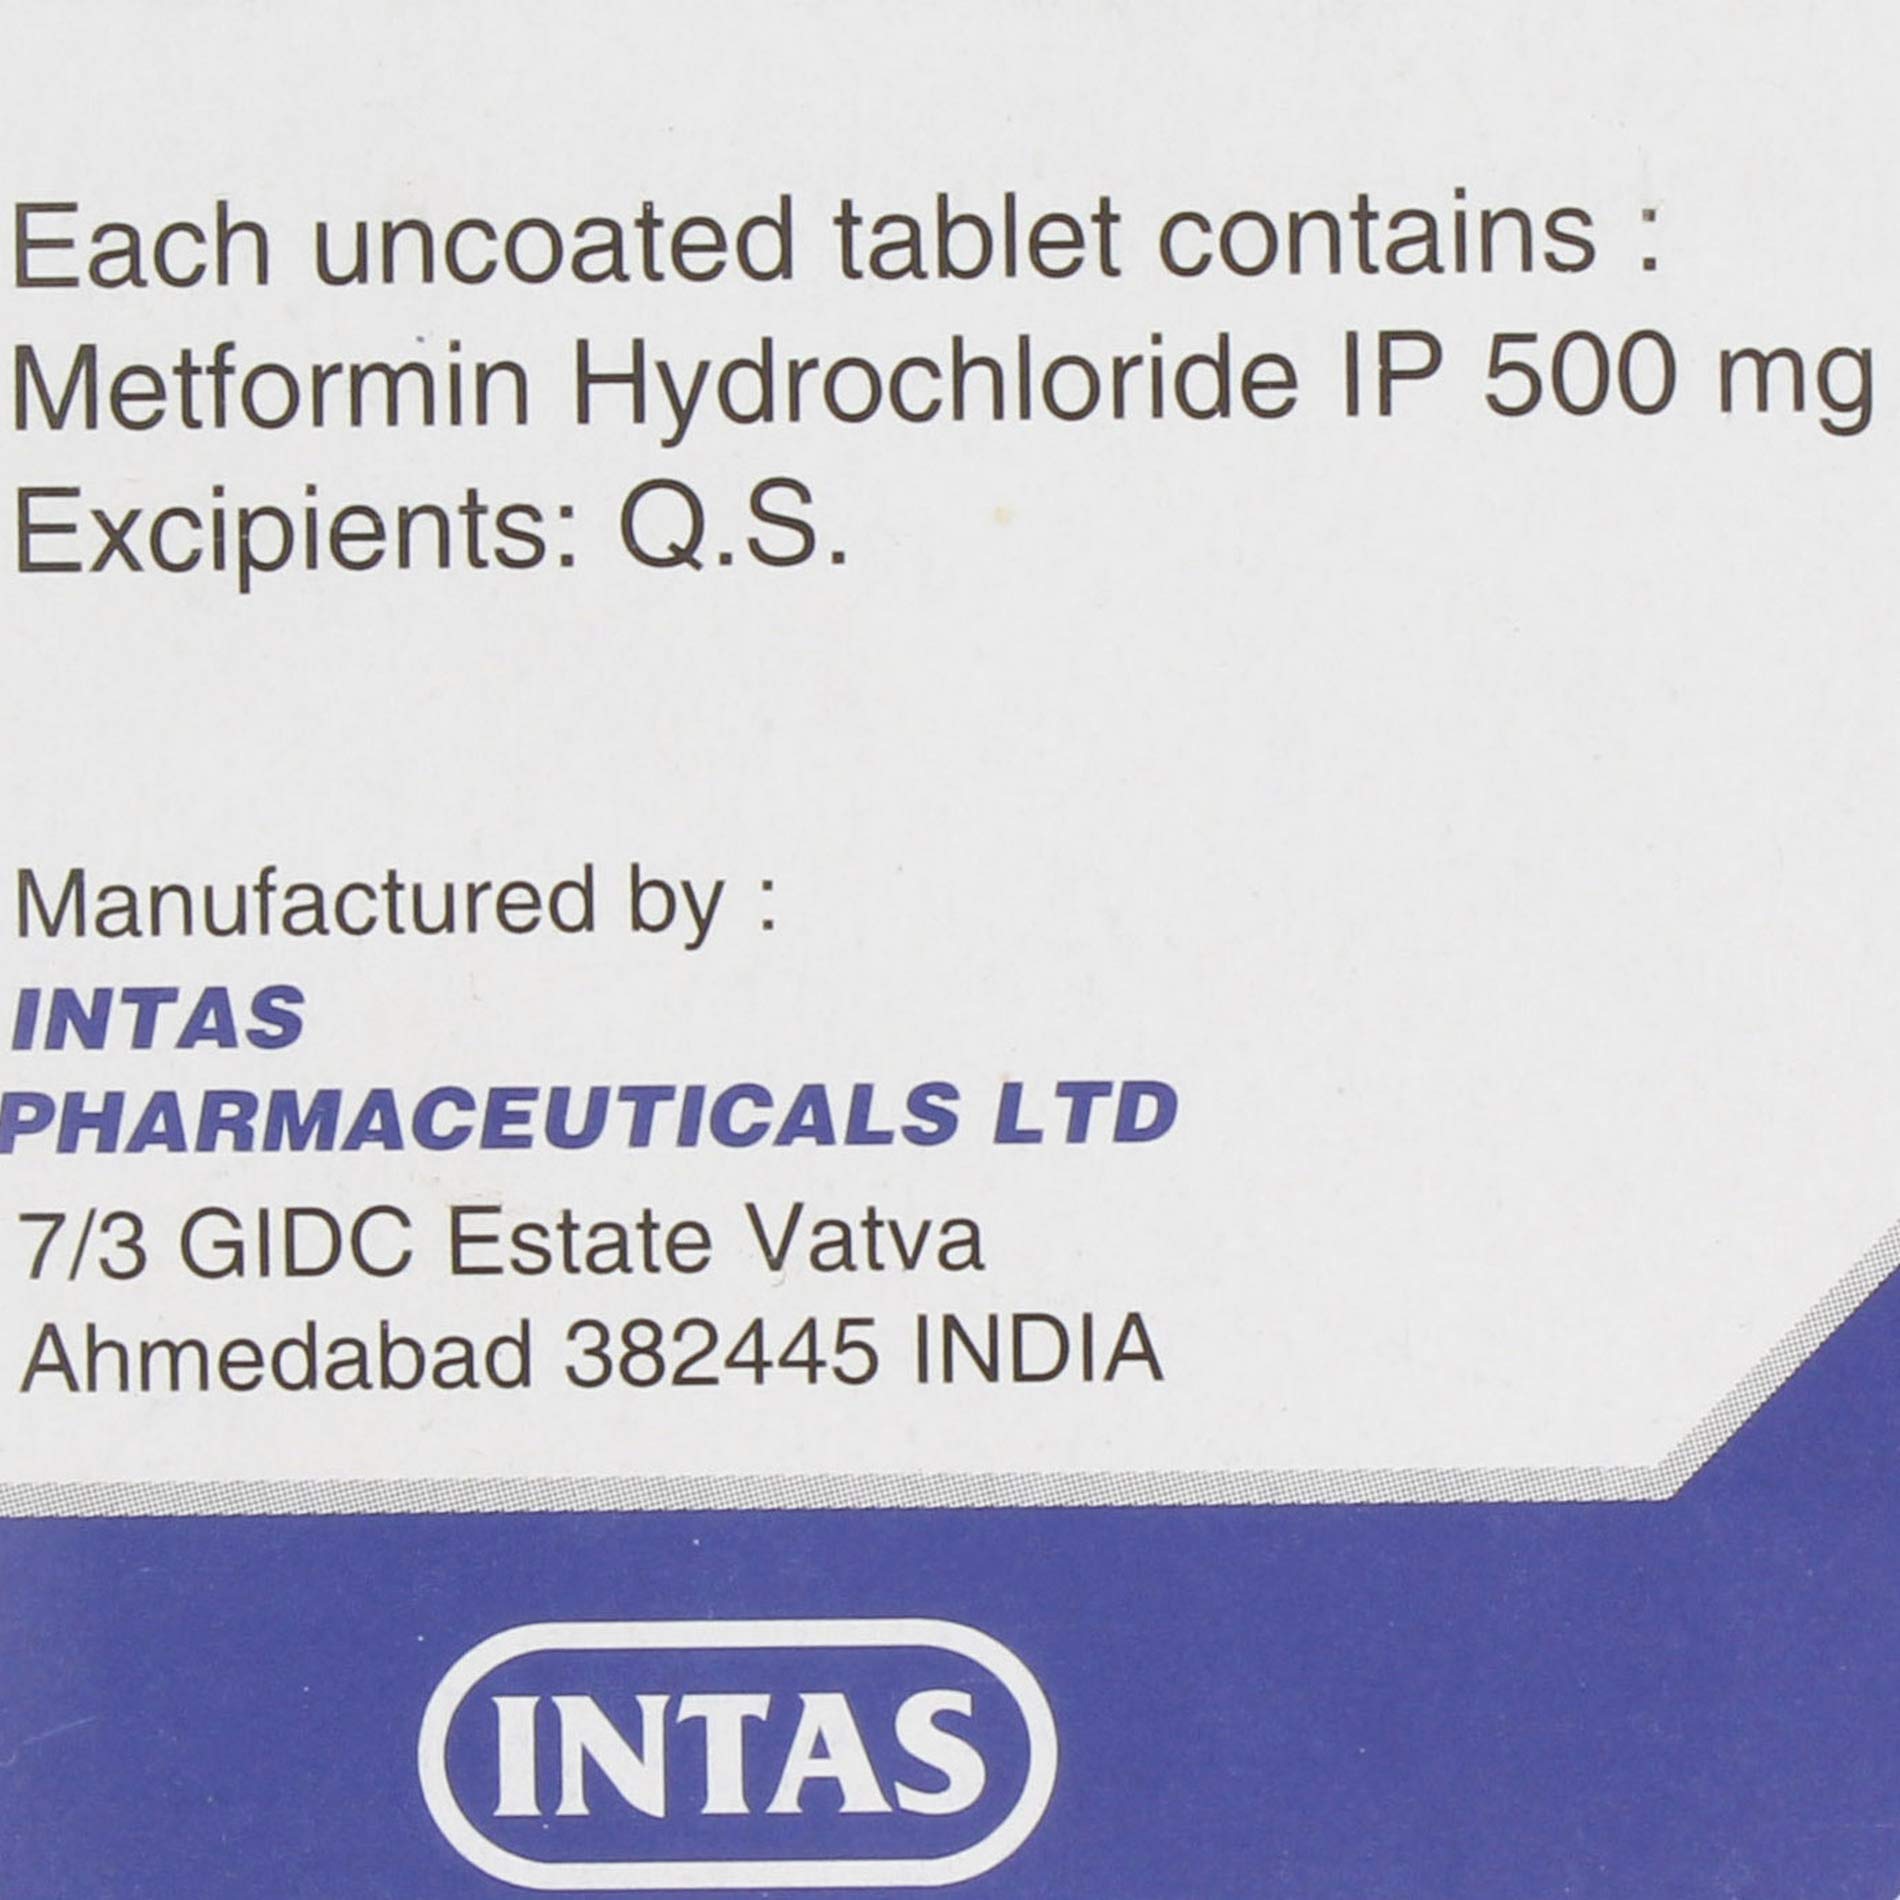 Each uncoated tablet contains :
Metformin Hydrochloride IP 500 mg
Excipients: Q.S.
Manufactured by :
INTAS
PHARMACEUTICALS LTD
7/3 GIDC Estate Vatva
Ahmedabad 382445 INDIA
INTAS